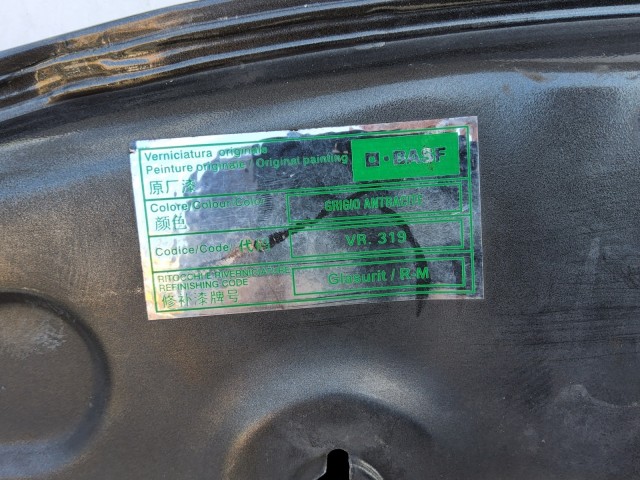 Verniciatura originale
Peinture originale / Original painting
BASF
原厂漆
Colore/Colour/Color
GRIGIO ANTRACITE
颜色
Codice/Code/代码
VR. 319
RITOCCHI E RIVERNICIATURE
REFINISHING CODE
Glasurit / R-M
修补漆牌号